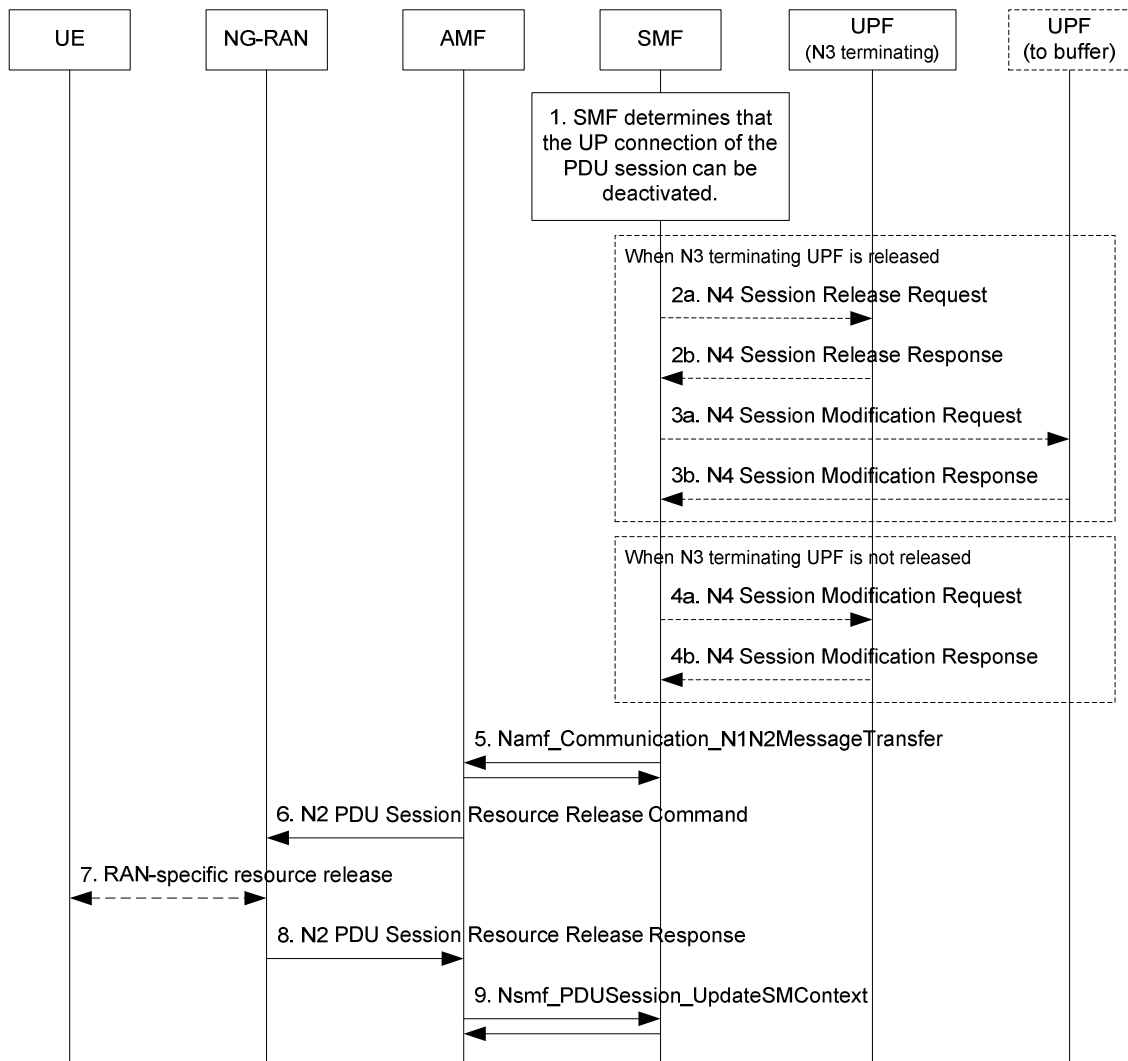 UE
NG-RAN
AMF
SMF
UPF
(N3 terminating)
UPF
(to buffer)
1. SMF determines that
the UP connection of the
PDU session can be
deactivated.
When N3 terminating UPF is released
2a. N4 Session Release Request
2b. N4 Session Release Response
3a. N4 Session Modification Request
3b. N4 Session Modification Response
When N3 terminating UPF is not released
4a. N4 Session Modification Request
4b. N4 Session Modification Response
5. Namf_Communication_N1N2MessageTransfer
6. N2 PDU Session Resource Release Command
7. RAN-specific resource release
8. N2 PDU Session Resource Release Response
9. Nsmf_PDUSession_UpdateSMContext